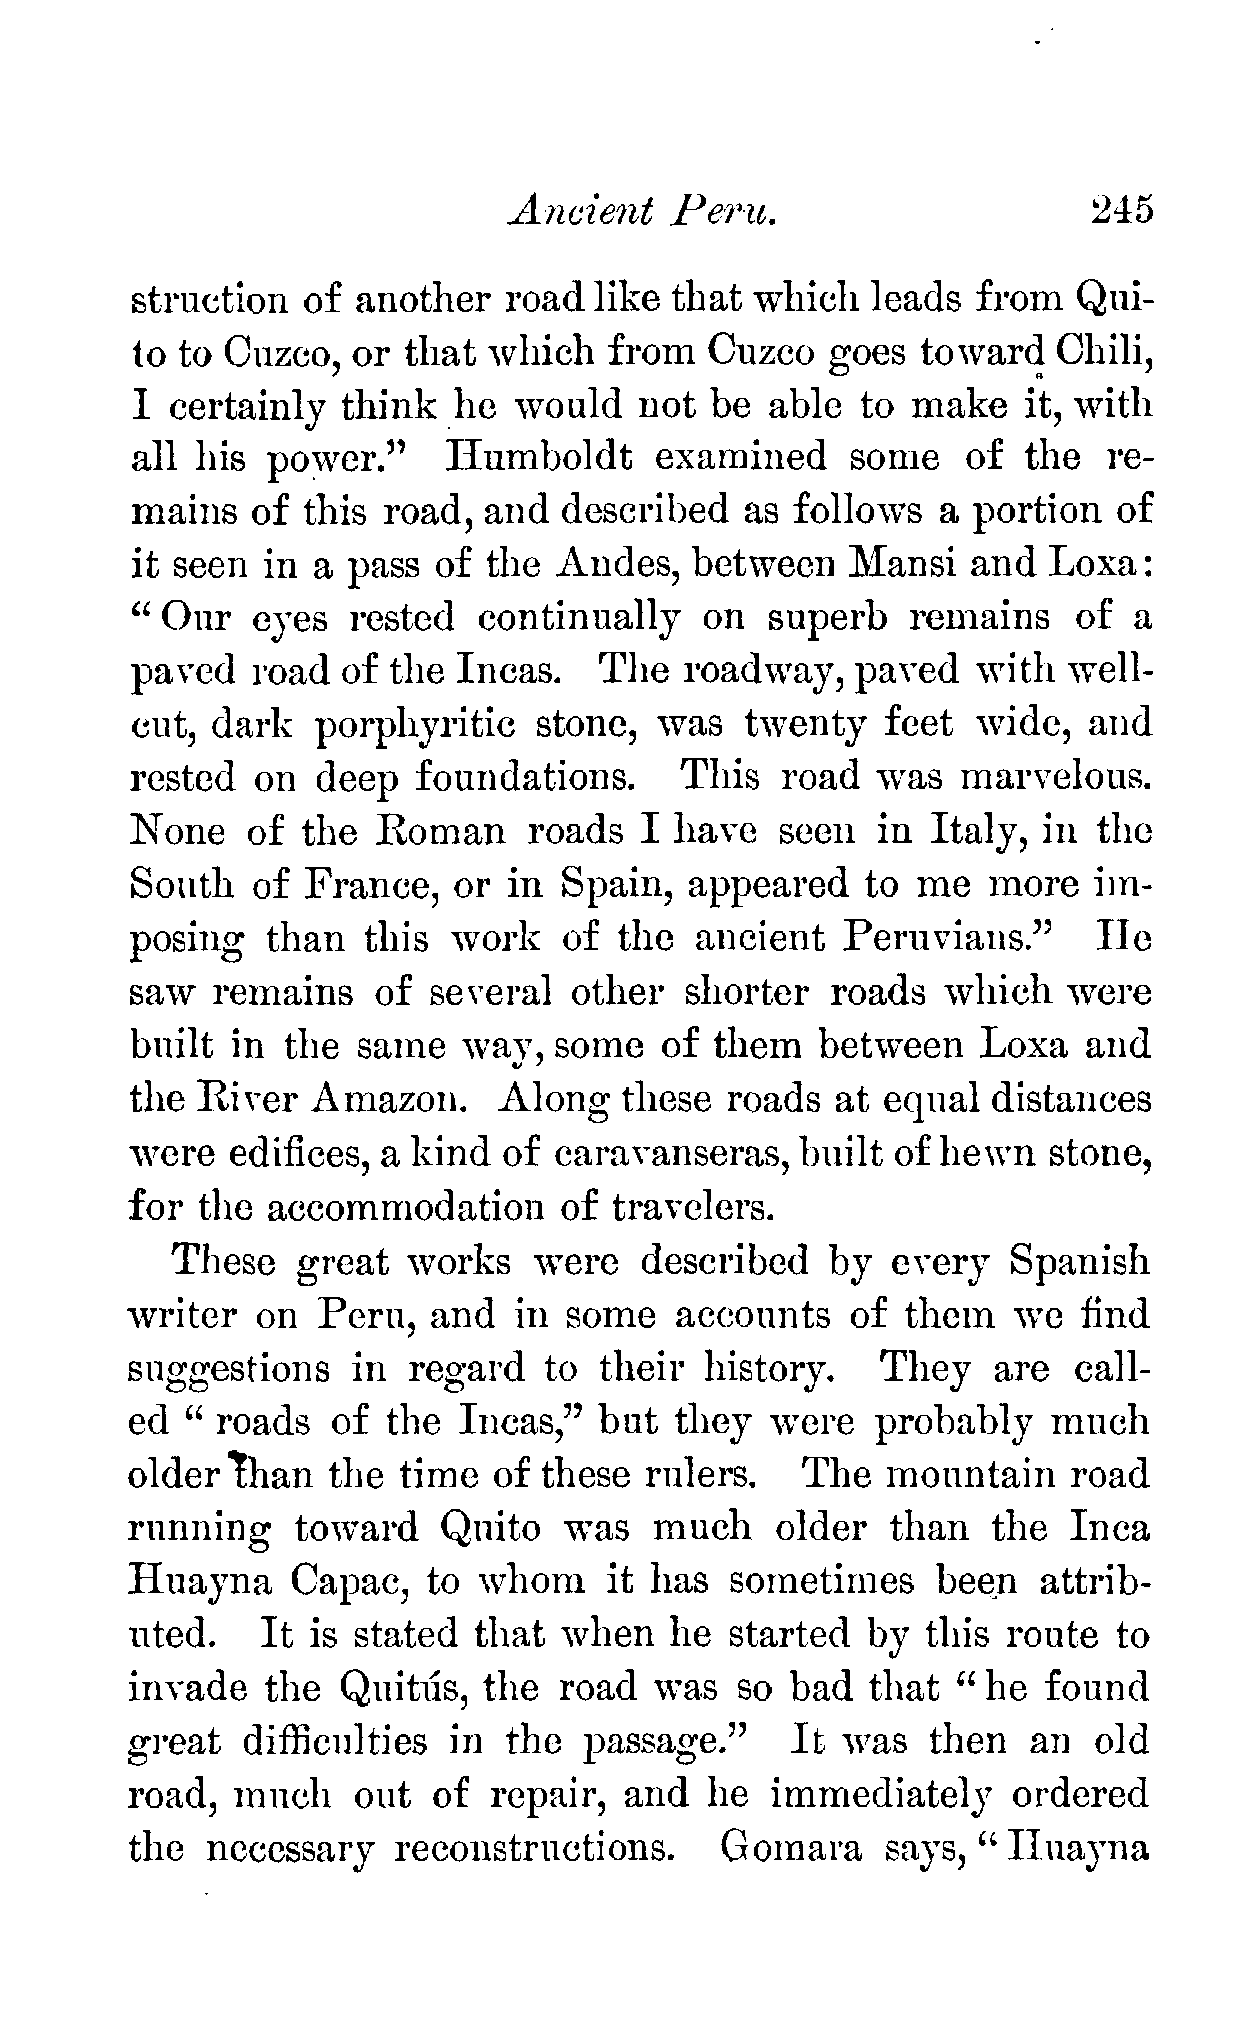 Ancient Peru. 245
struction of another road like that which leads from Qui-
to to Cuzco, or that which from Cuzco goes toward Chili,
I certainly think he would not be able to make it, with
all his power.” Humboldt examined some of the re-
mains of this road, and described as follows a portion of
it seen in a pass of the Andes, between Mansi and Loxa:
“Our eyes rested continually on superb remains of a
paved road of the Incas. The roadway, paved with well-
cut, dark porphyritic stone, was twenty feet wide, and
rested on deep foundations. This road was marvelous.
None of the Roman roads I have seen in Italy, in the
South of France, or in Spain, appeared to me more im-
posing than this work of the ancient Peruvians.” He
saw remains of several other shorter roads which were
built in the same way, some of them between Loxa and
the River Amazon. Along these roads at equal distances
were edifices, a kind of caravanseras, built of hewn stone,
for the accommodation of travelers.
These great works were described by every Spanish
writer on Peru, and in some accounts of them we find
suggestions in regard to their history. They are call-
ed “roads of the Incas,” but they were probably much
older than the time of these rulers. The mountain road
running toward Quito was much older than the Inca
Huayna Capac, to whom it has sometimes been attrib-
uted. It is stated that when he started by this route to
invade the Quitús, the road was so bad that “he found
great difficulties in the passage.” It was then an old
road, much out of repair, and he immediately ordered
the necessary reconstructions. Gomara says, “Huayna